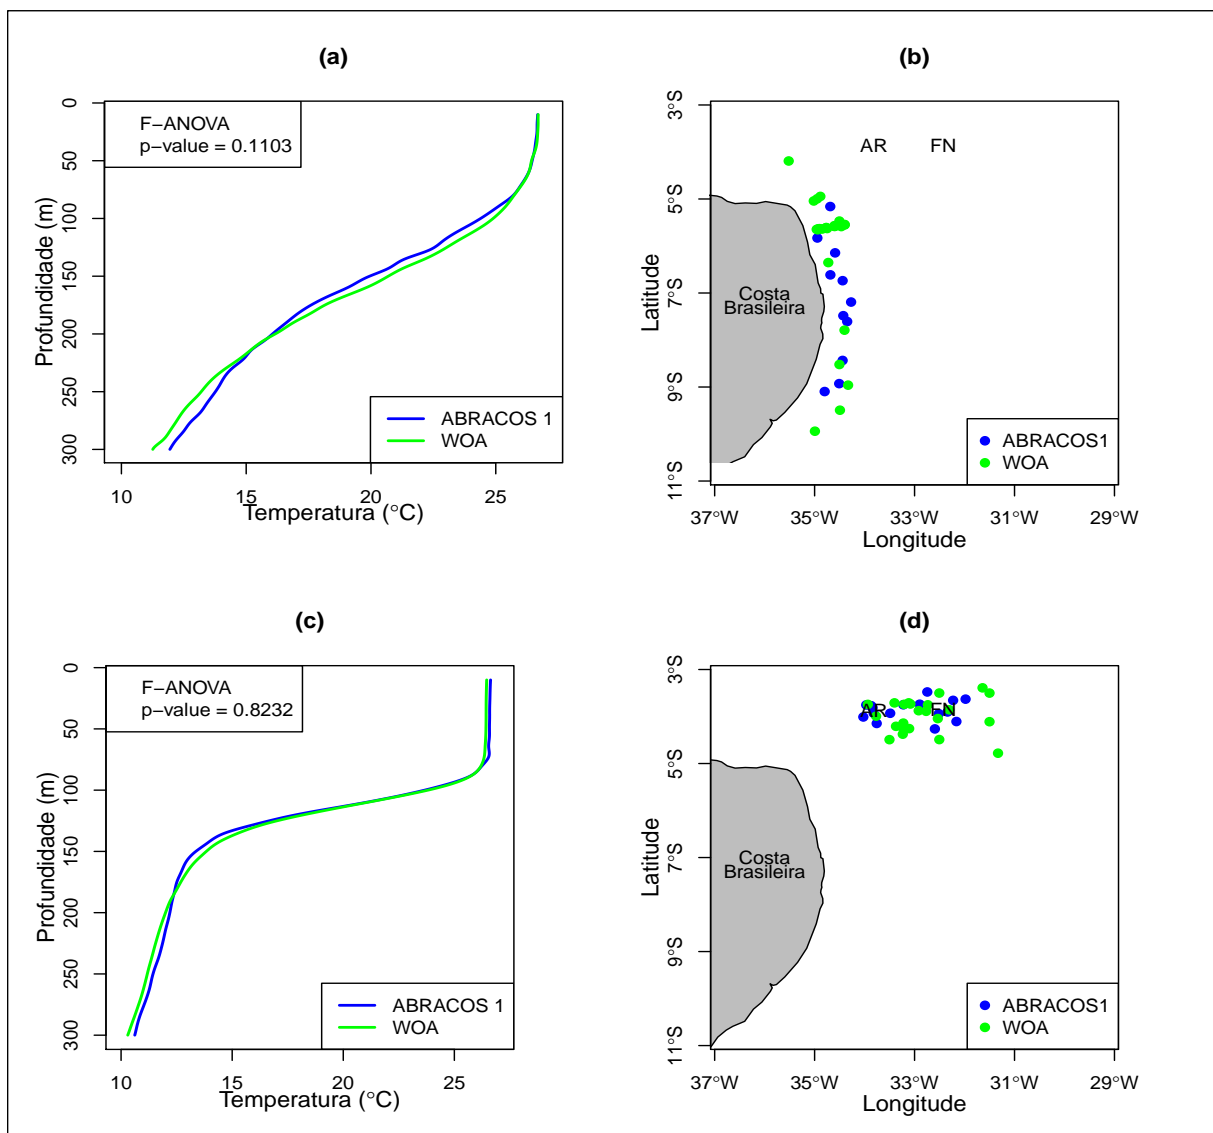 (a)
F−ANOVA
p−value = 0.1103
0
50
100
150
200
250
300
Profundidade (m)
ABRACOS 1
WOA
10
15
20
25
Temperatura (°C)
(b)
3°S
5°S
7°S
9°S
11°S
Latitude
AR
FN
Costa
Brasileira
ABRACOS1
WOA
37°W
35°W
33°W
31°W
29°W
Longitude
(c)
F−ANOVA
p−value = 0.8232
0
50
100
150
200
250
300
Profundidade (m)
ABRACOS 1
WOA
10
15
20
25
Temperatura (°C)
(d)
3°S
5°S
7°S
9°S
11°S
Latitude
AR
FN
Costa
Brasileira
ABRACOS1
WOA
37°W
35°W
33°W
31°W
29°W
Longitude